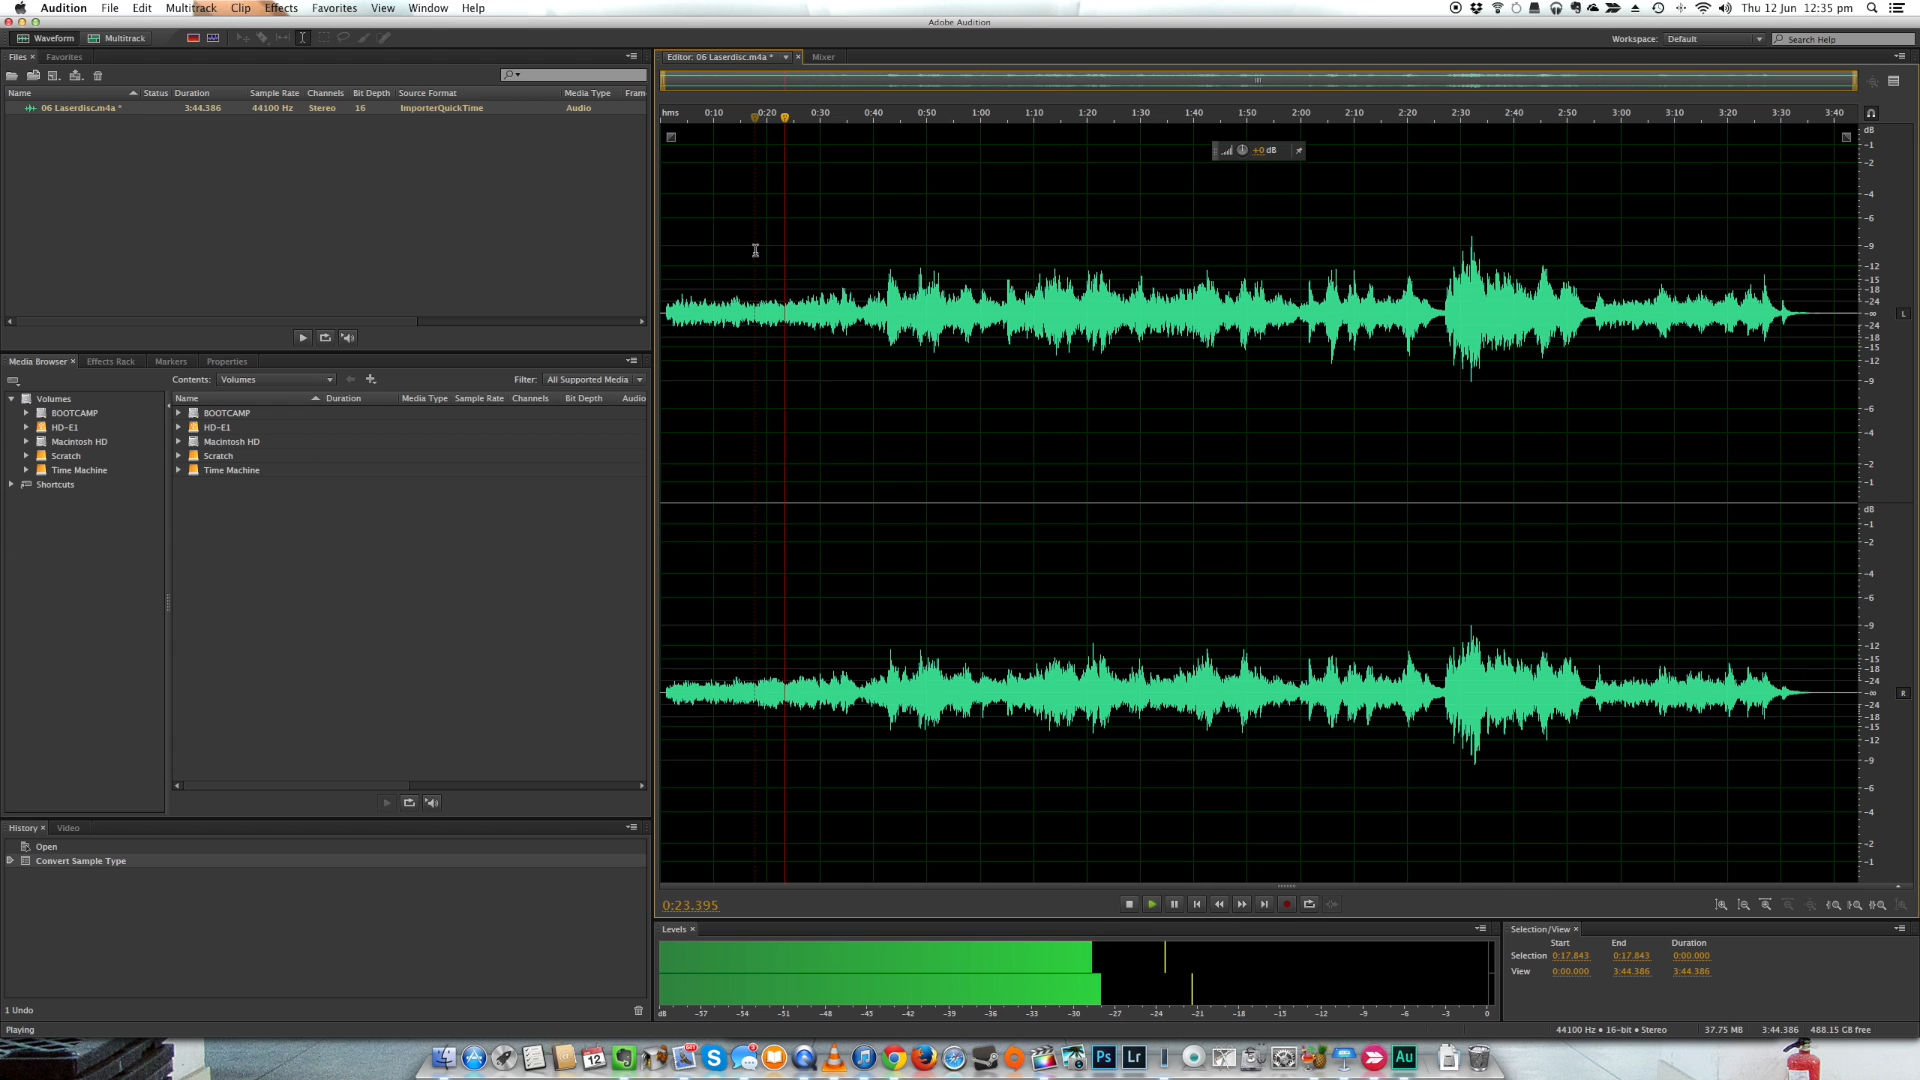 Audition File Edit Multitrack Clip Effects Favorites View Window Help Thu 12 Jun 12:35 pm
Adobe Audition
Waveform Multitrack Workspace: Default Search Help
Files × Favorites
Name Status Duration Sample Rate Channels Bit Depth Source Format Media Type Fram
06 Laserdisc.m4a * 3:44.386 44100 Hz Stereo 16 ImporterQuickTime Audio
Media Browser × Effects Rack Markers Properties
Contents: Volumes Filter: All Supported Media
Volumes
BOOTCAMP
HD-E1
Macintosh HD
Scratch
Time Machine
Shortcuts
Name Duration Media Type Sample Rate Channels Bit Depth Audio
BOOTCAMP
HD-E1
Macintosh HD
Scratch
Time Machine
History × Video
Open
Convert Sample Type
1 Undo
Playing
Editor: 06 Laserdisc.m4a * × Mixer
hms 0:10 0:20 0:30 0:40 0:50 1:00 1:10 1:20 1:30 1:40 1:50 2:00 2:10 2:20 2:30 2:40 2:50 3:00 3:10 3:20 3:30 3:40
+0 dB
dB
-1
-2
-4
-6
-9
-12
-15
-18
-24
-∞
-24
-18
-15
-12
-9
-6
-4
-2
-1
L
dB
-1
-2
-4
-6
-9
-12
-15
-18
-24
-∞
-24
-18
-15
-12
-9
-6
-4
-2
-1
R
0:23.395
Levels ×
dB -57 -54 -51 -48 -45 -42 -39 -36 -33 -30 -27 -24 -21 -18 -15 -12 -9 -6 -3 0
Selection/View ×
Start End Duration
Selection 0:17.843 0:17.843 0:00.000
View 0:00.000 3:44.386 3:44.386
44100 Hz • 16-bit • Stereo 37.75 MB 3:44.386 488.15 GB free
12
Ps
Lr
Au